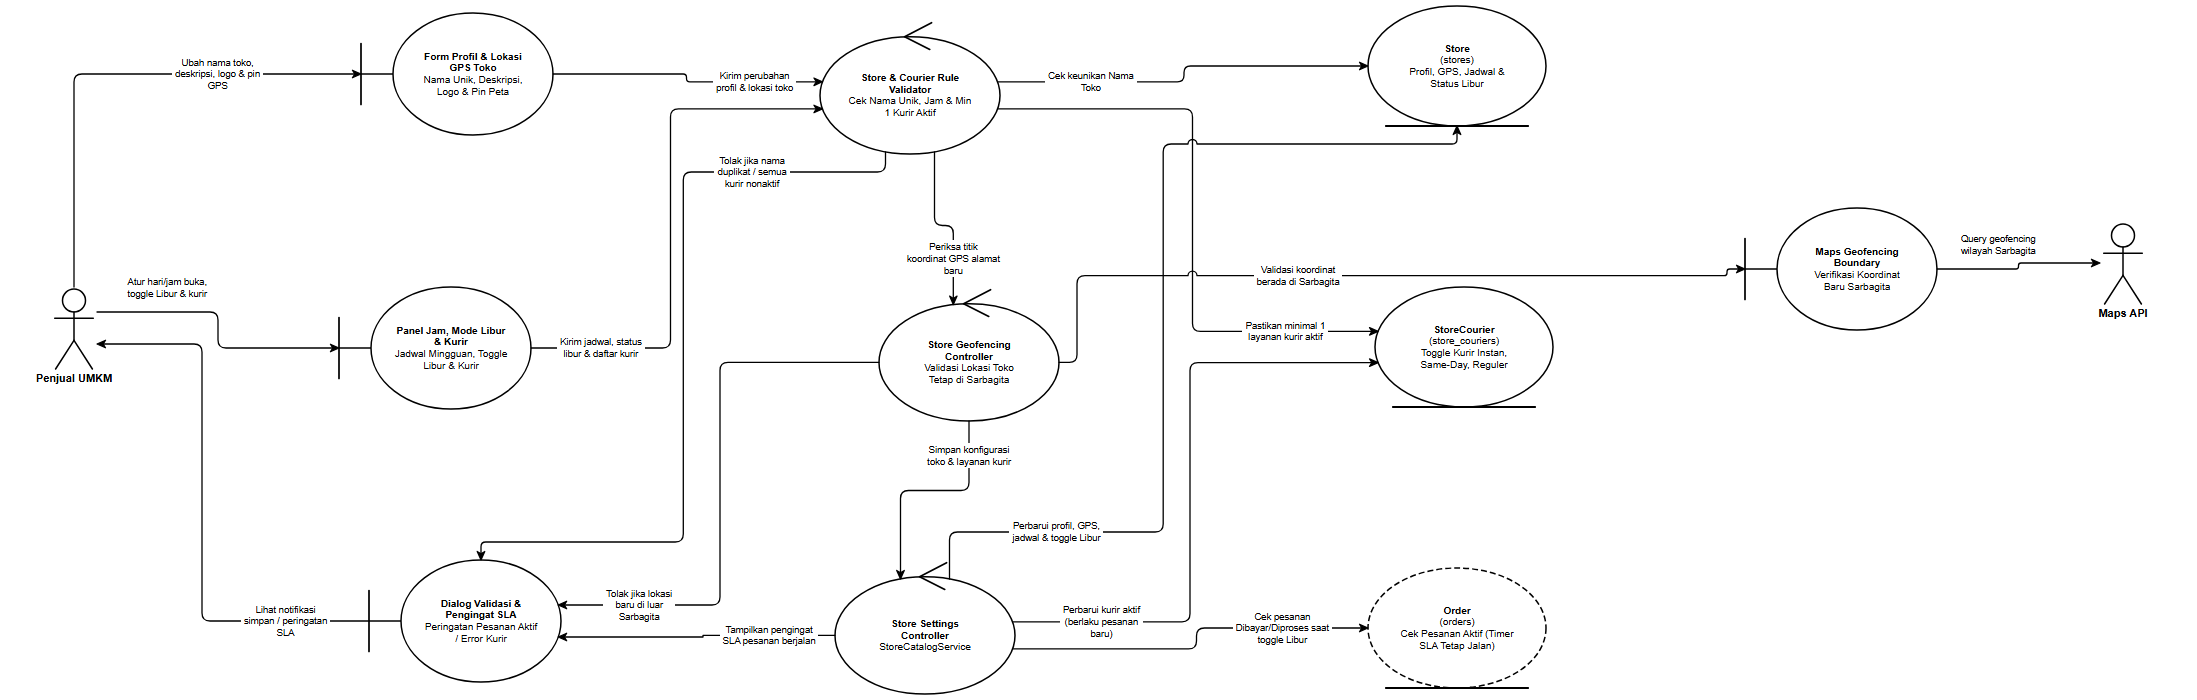 Ubah nama toko,
deskripsi, logo & pin
GPS
Form Profil & Lokasi
GPS Toko
Nama Unik, Deskripsi,
Logo & Pin Peta
Kirim perubahan
profil & lokasi toko
Store & Courier Rule
Validator
Cek Nama Unik, Jam & Min
1 Kurir Aktif
Cek keunikan Nama
Toko
Store
(stores)
Profil, GPS, Jadwal &
Status Libur
Tolak jika nama
duplikat / semua
kurir nonaktif
Periksa titik
koordinat GPS alamat
baru
Validasi koordinat
berada di Sarbagita
Maps Geofencing
Boundary
Verifikasi Koordinat
Baru Sarbagita
Query geofencing
wilayah Sarbagita
Maps API
Atur hari/jam buka,
toggle Libur & kurir
Penjual UMKM
Panel Jam, Mode Libur
& Kurir
Jadwal Mingguan, Toggle
Libur & Kurir
Kirim jadwal, status
libur & daftar kurir
Store Geofencing
Controller
Validasi Lokasi Toko
Tetap di Sarbagita
Pastikan minimal 1
layanan kurir aktif
StoreCourier
(store_couriers)
Toggle Kurir Instan,
Same-Day, Reguler
Simpan konfigurasi
toko & layanan kurir
Perbarui profil, GPS,
jadwal & toggle Libur
Lihat notifikasi
simpan / peringatan
SLA
Dialog Validasi &
Pengingat SLA
Peringatan Pesanan Aktif
/ Error Kurir
Tolak jika lokasi
baru di luar
Sarbagita
Tampilkan pengingat
SLA pesanan berjalan
Store Settings
Controller
StoreCatalogService
Perbarui kurir aktif
(berlaku pesanan
baru)
Cek pesanan
Dibayar/Diproses saat
toggle Libur
Order
(orders)
Cek Pesanan Aktif (Timer
SLA Tetap Jalan)